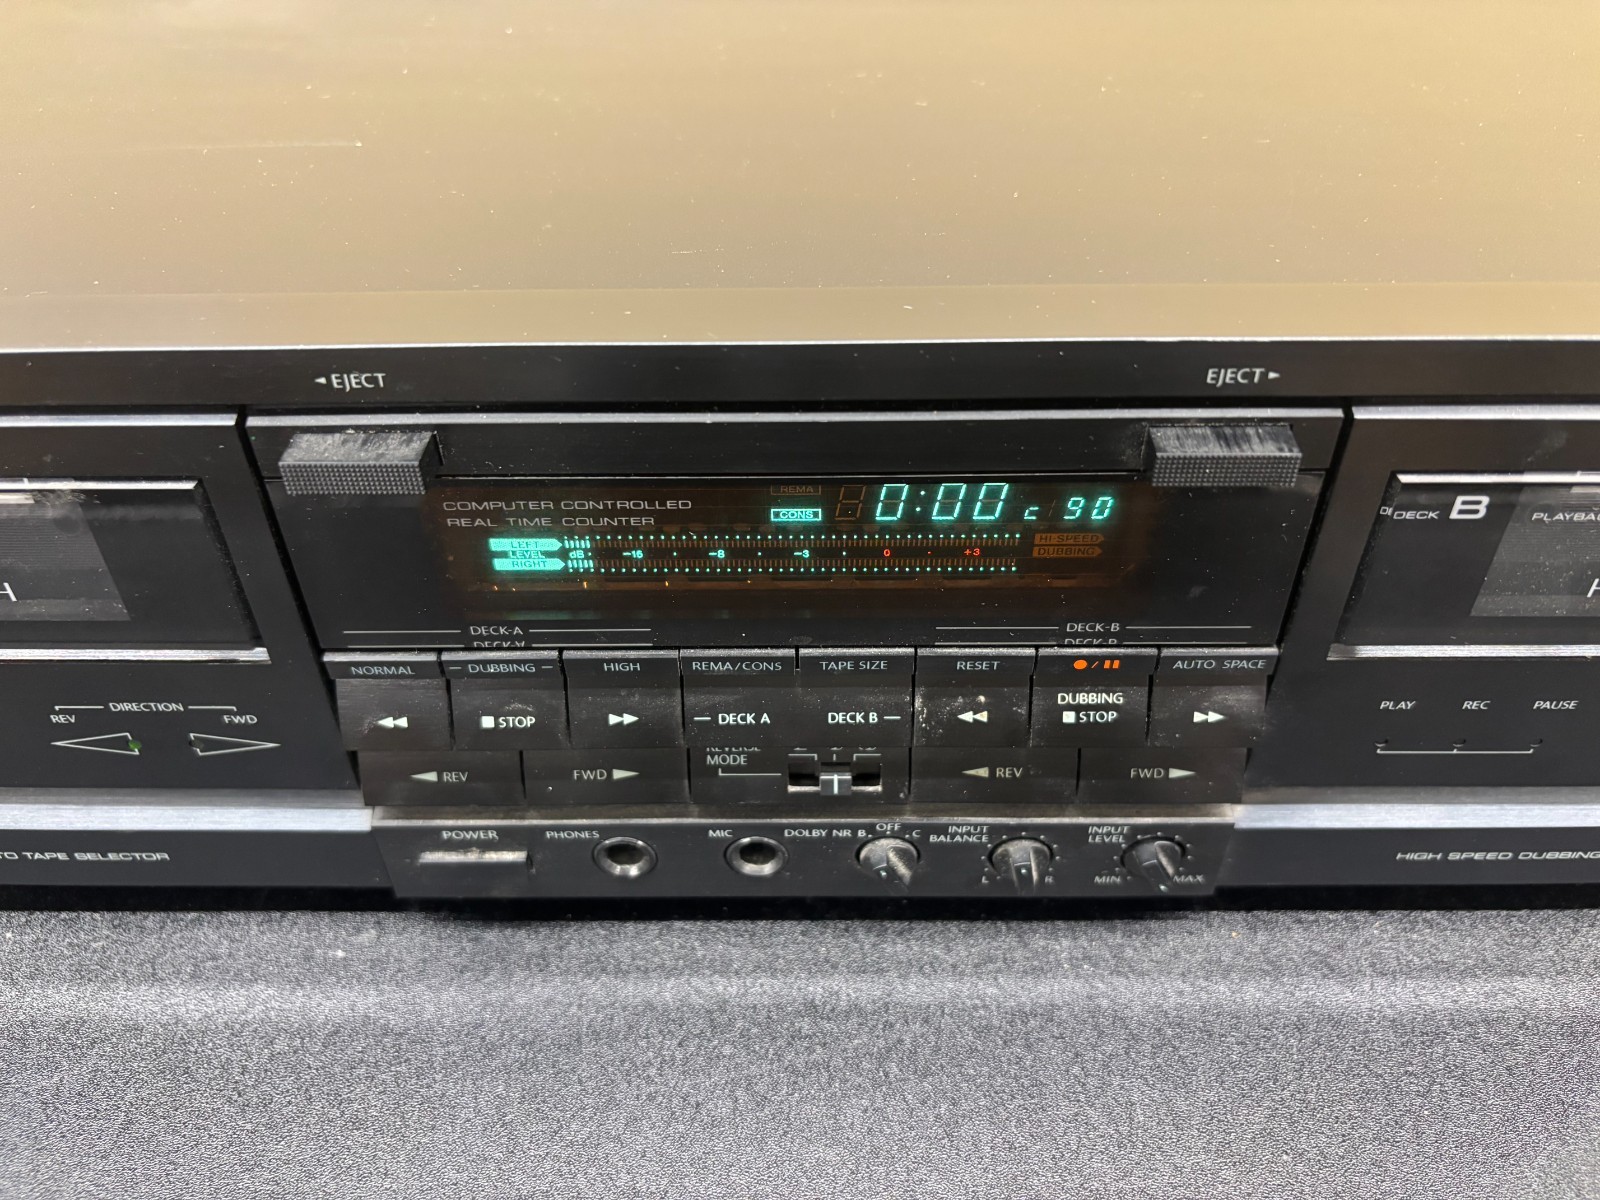 ◄EJECT
EJECT►
COMPUTER CONTROLLED
REAL TIME COUNTER
REMA
CONS
0:00
c 90
LEFT
LEVEL dB -16 -8 -3 0 +3
RIGHT
HI-SPEED
DUBBING
DECK B
H
DECK-A
DECK-B
NORMAL
DUBBING
HIGH
REMA/CONS
TAPE SIZE
RESET
●/❚❚
AUTO SPACE
◄◄
■ STOP
►►
DECK A
DECK B
◄◄
DUBBING
■ STOP
►►
DIRECTION
REV
FWD
PLAY
REC
PAUSE
REVERSE
MODE
◄ REV
FWD ►
◄ REV
FWD ►
POWER
PHONES
MIC
DOLBY NR B OFF C
INPUT
BALANCE
L R
INPUT
LEVEL
MIN MAX
TO TAPE SELECTOR
HIGH SPEED DUBBING